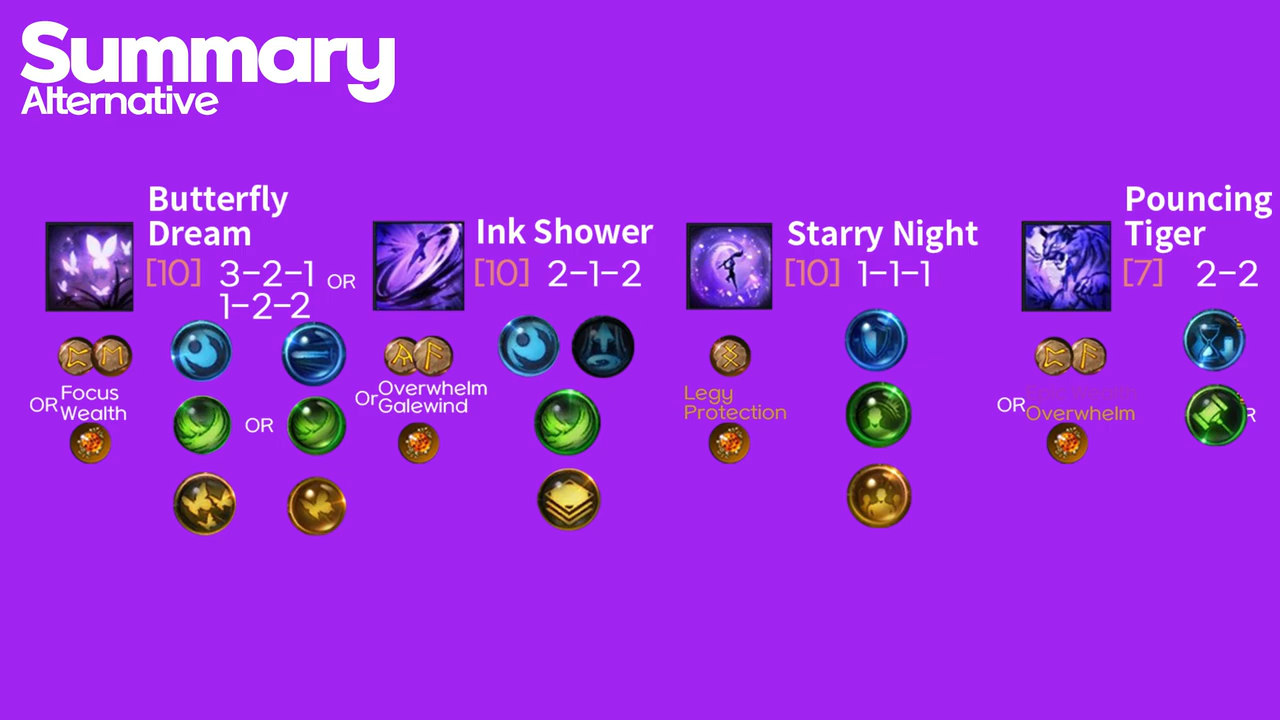 Summary
Alternative
Butterfly
Dream
[10] 3-2-1 OR
1-2-2
OR Focus
Wealth
OR
Ink Shower
[10] 2-1-2
Or Overwhelm
Galewind
Starry Night
[10] 1-1-1
Legy
Protection
Pouncing
Tiger
[7] 2-2
OR Overwhelm